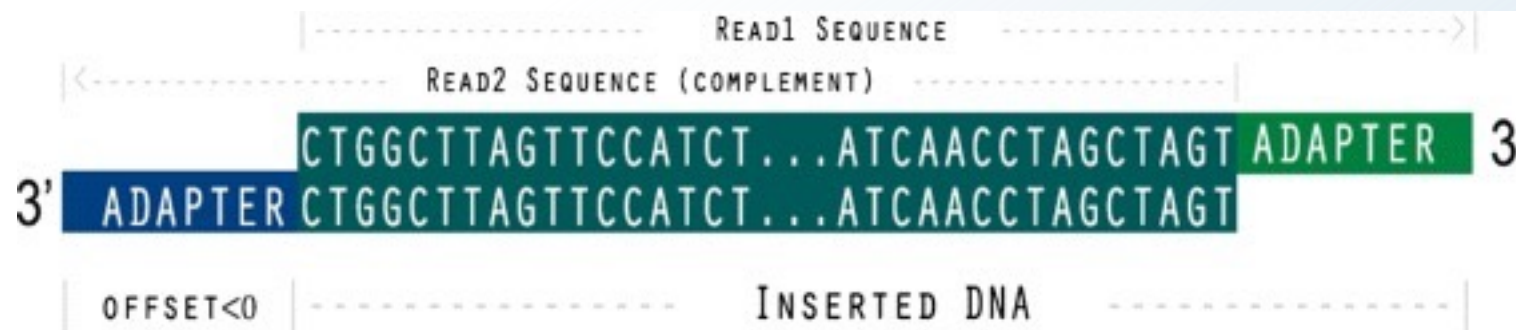 READ1 SEQUENCE
READ2 SEQUENCE (COMPLEMENT)
CTGGCTTAGTTCCATCT...ATCAACCTAGCTAGT ADAPTER 3
3' ADAPTER CTGGCTTAGTTCCATCT...ATCAACCTAGCTAGT
OFFSET<0 INSERTED DNA